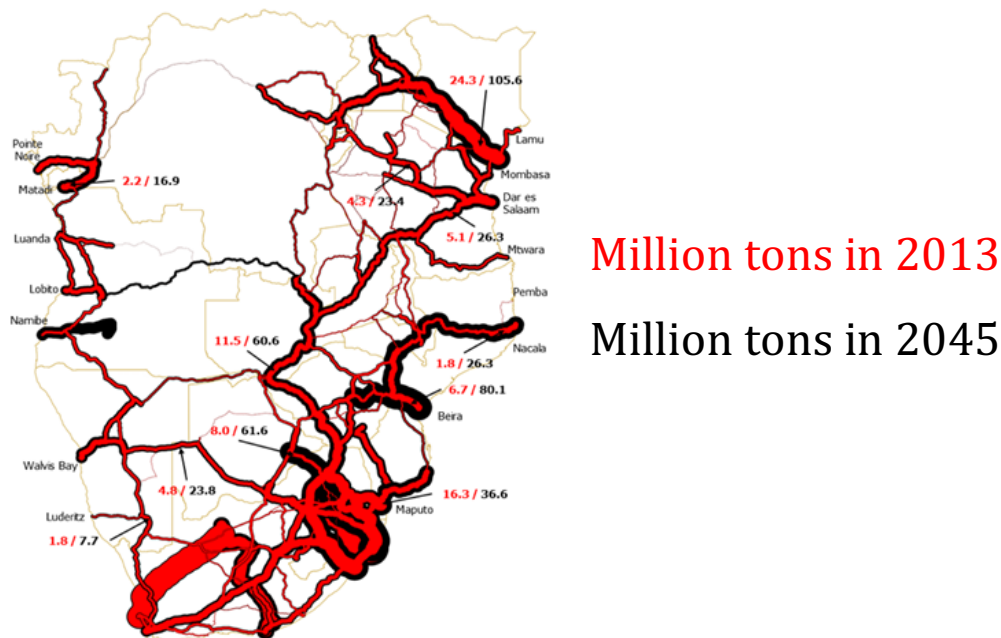 24.3 / 105.6
Lamu
Pointe
Noire
Mombasa
Matadi
2.2 / 16.9
4.3 / 23.4
Dar es
Salaam
Luanda
5.1 / 26.3
Mtwara
Million tons in 2013
Lobito
Pemba
Namibe
Million tons in 2045
11.5 / 60.6
Nacala
1.8 / 26.3
6.7 / 80.1
Beira
8.0 / 61.6
Walvis Bay
4.8 / 23.8
16.3 / 36.6
Maputo
Luderitz
1.8 / 7.7